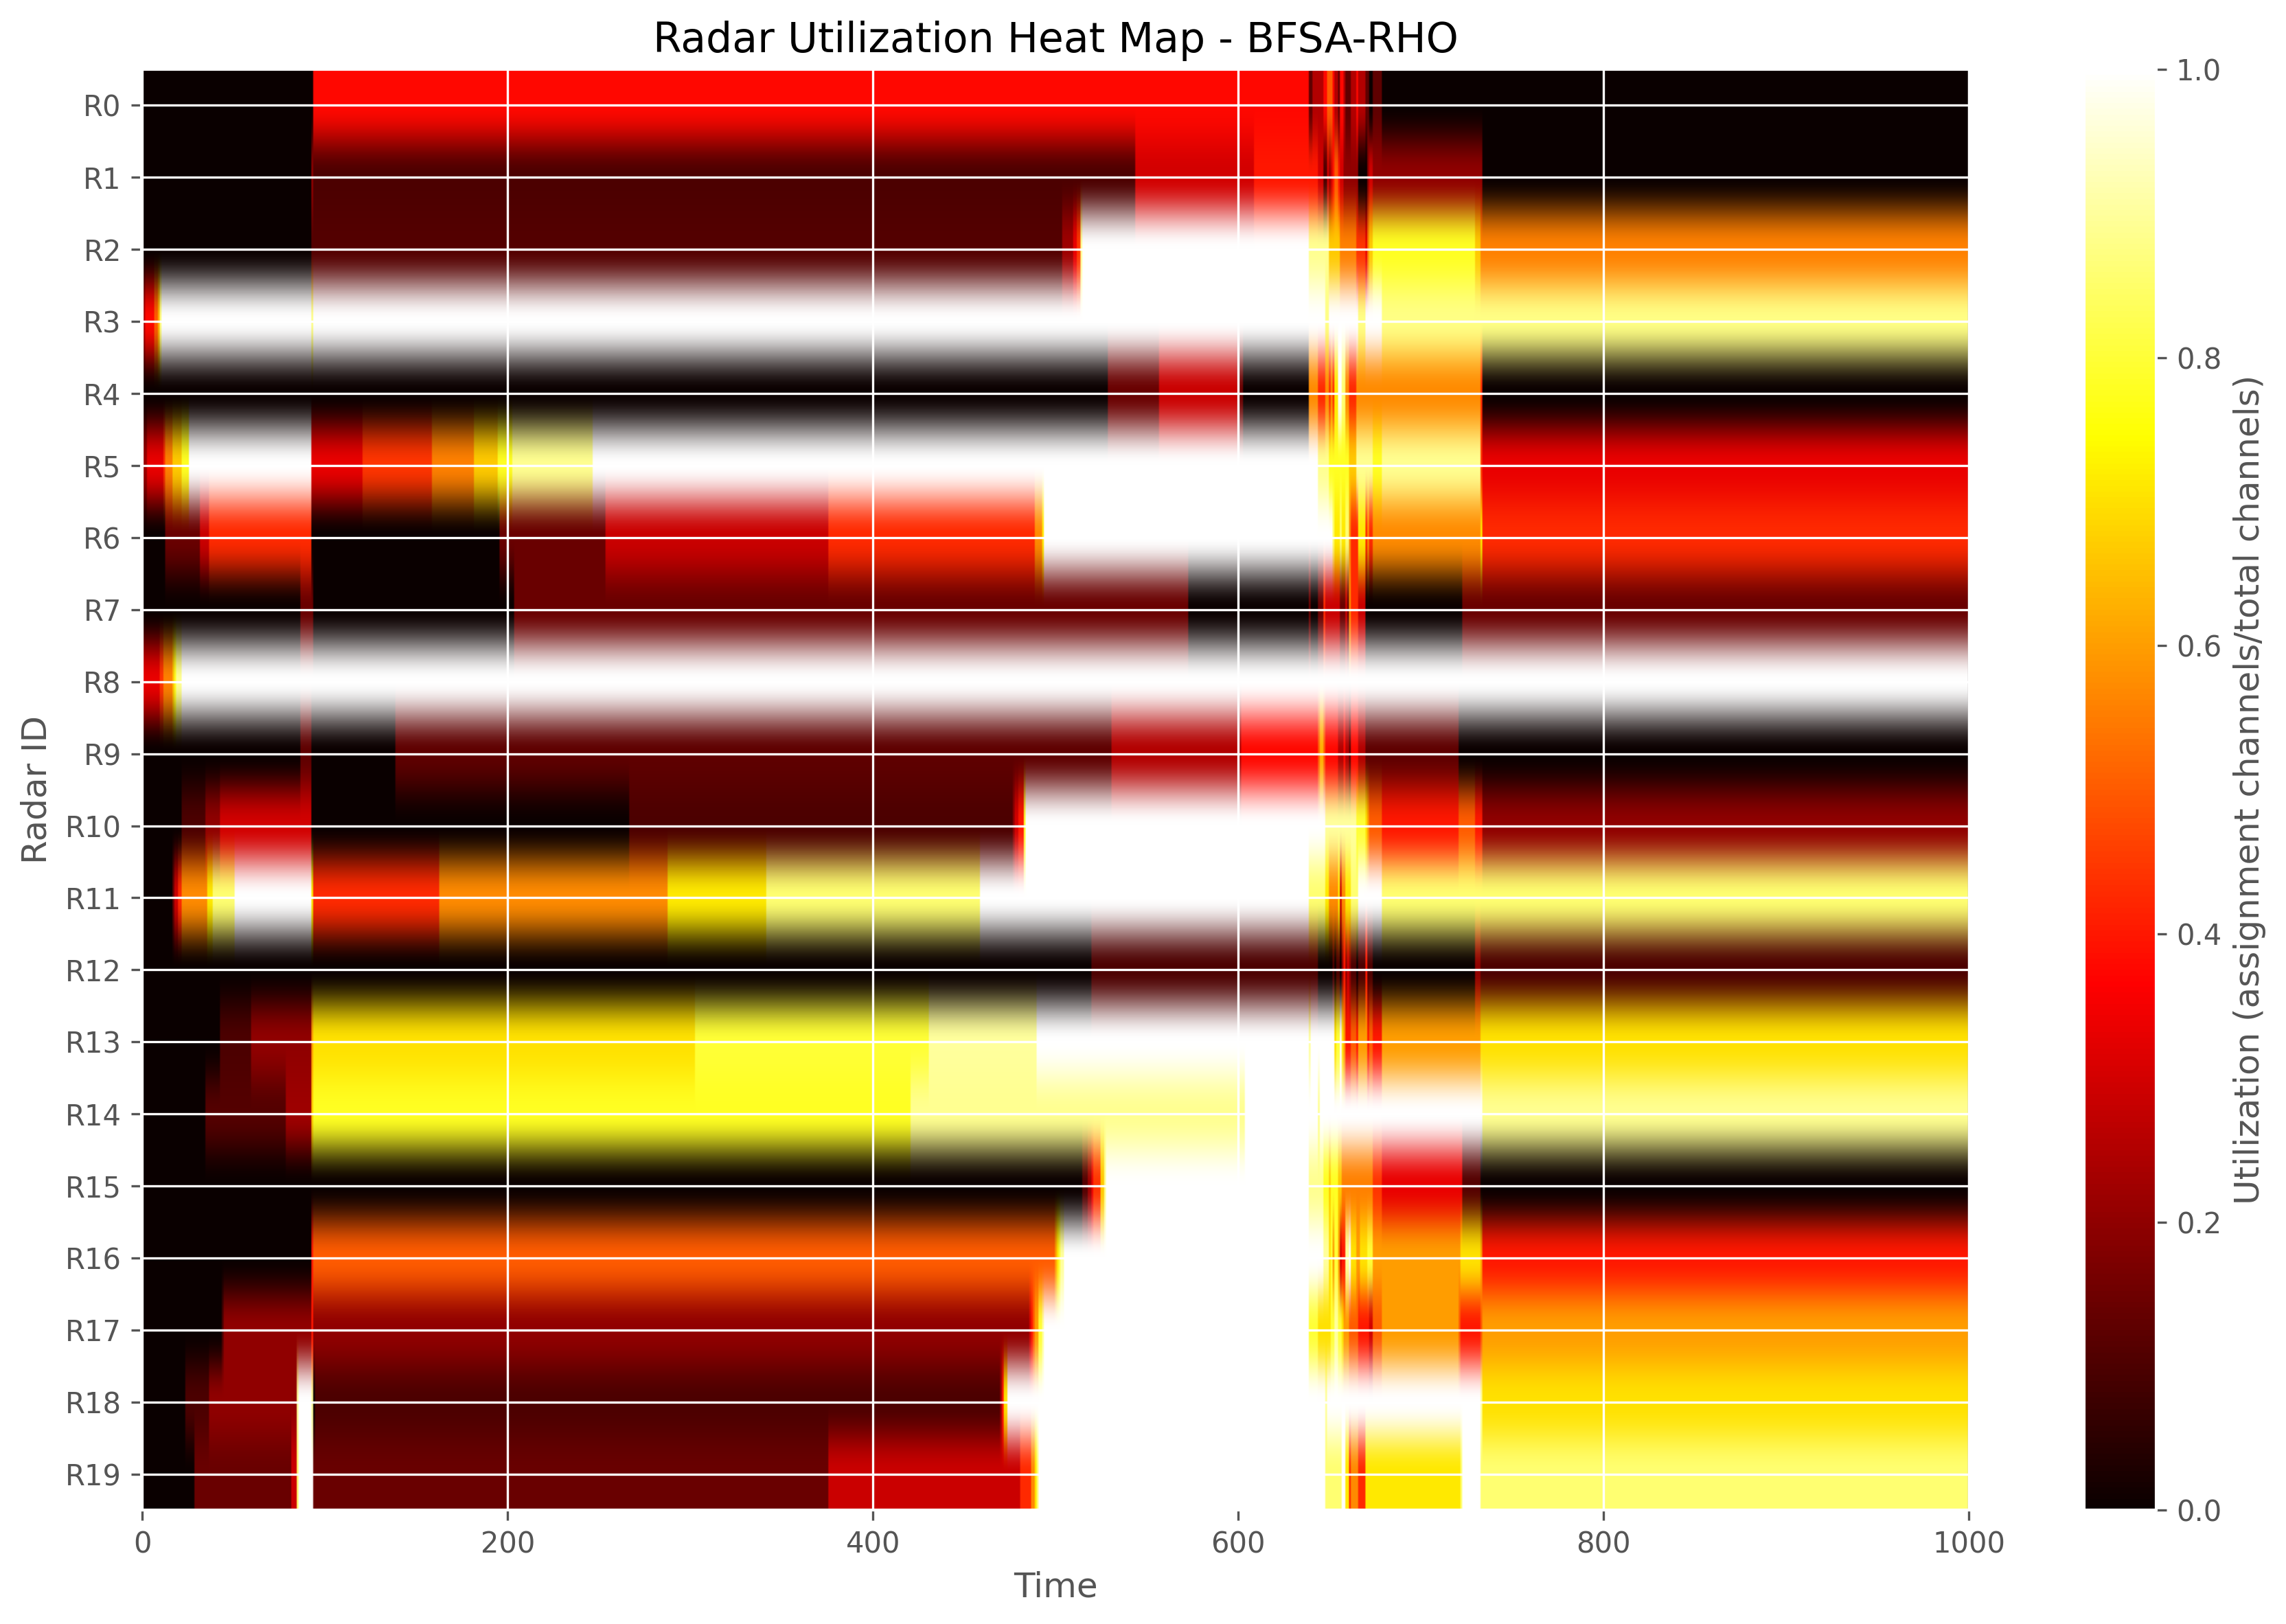 Radar Utilization Heat Map - BFSA-RHO
R0
R1
R2
R3
R4
R5
R6
R7
R8
R9
R10
R11
R12
R13
R14
R15
R16
R17
R18
R19
Radar ID
0 200 400 600 800 1000
Time
1.0
0.8
0.6
0.4
0.2
0.0
Utilization (assignment channels/total channels)